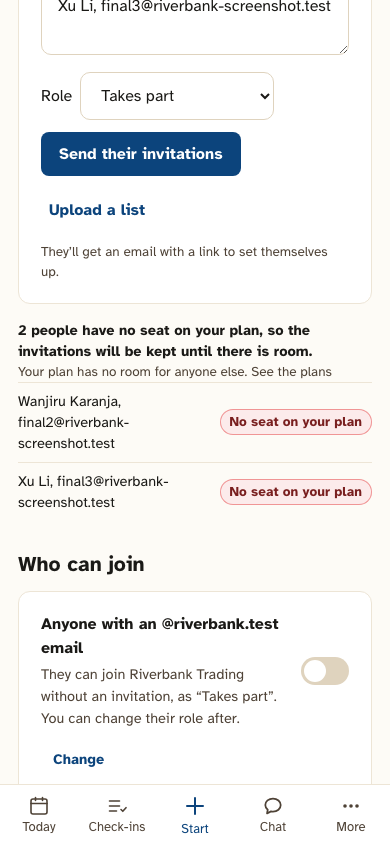 Xu Li, final3@riverbank-screenshot.test
Role
Takes part
Send their invitations
Upload a list
They'll get an email with a link to set themselves
up.
2 people have no seat on your plan, so the
invitations will be kept until there is room.
Your plan has no room for anyone else. See the plans
Wanjiru Karanja,
final2@riverbank-
screenshot.test
No seat on your plan
Xu Li, final3@riverbank-
screenshot.test
No seat on your plan
Who can join
Anyone with an @riverbank.test
email
They can join Riverbank Trading
without an invitation, as “Takes part”.
You can change their role after.
Change
Today
Check-ins
Start
Chat
More